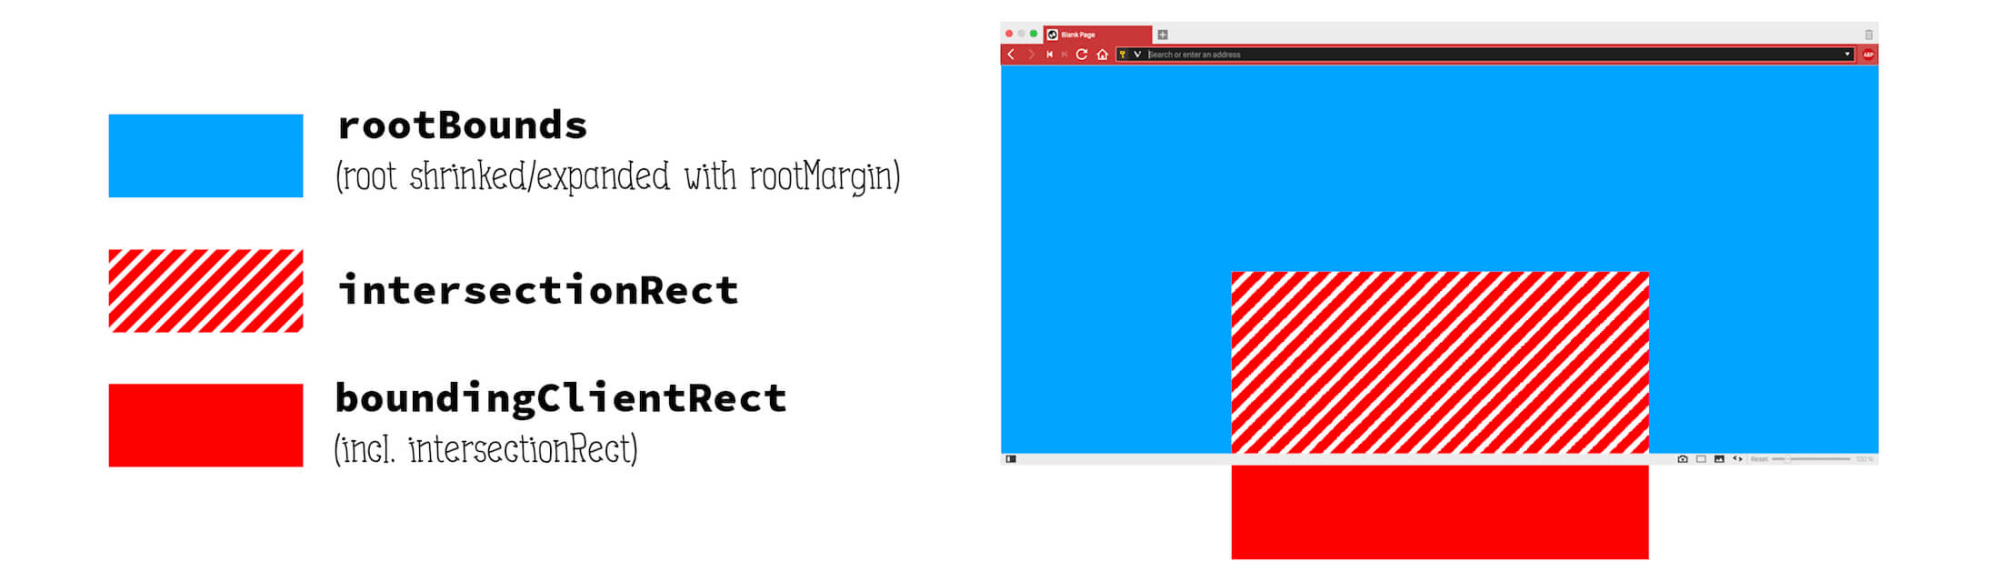 rootBounds
(root shrinked/expanded with rootMargin)
intersectionRect
boundingClientRect
(incl. intersectionRect)
Blank Page
Search or enter an address
ABP
Reset
100 %